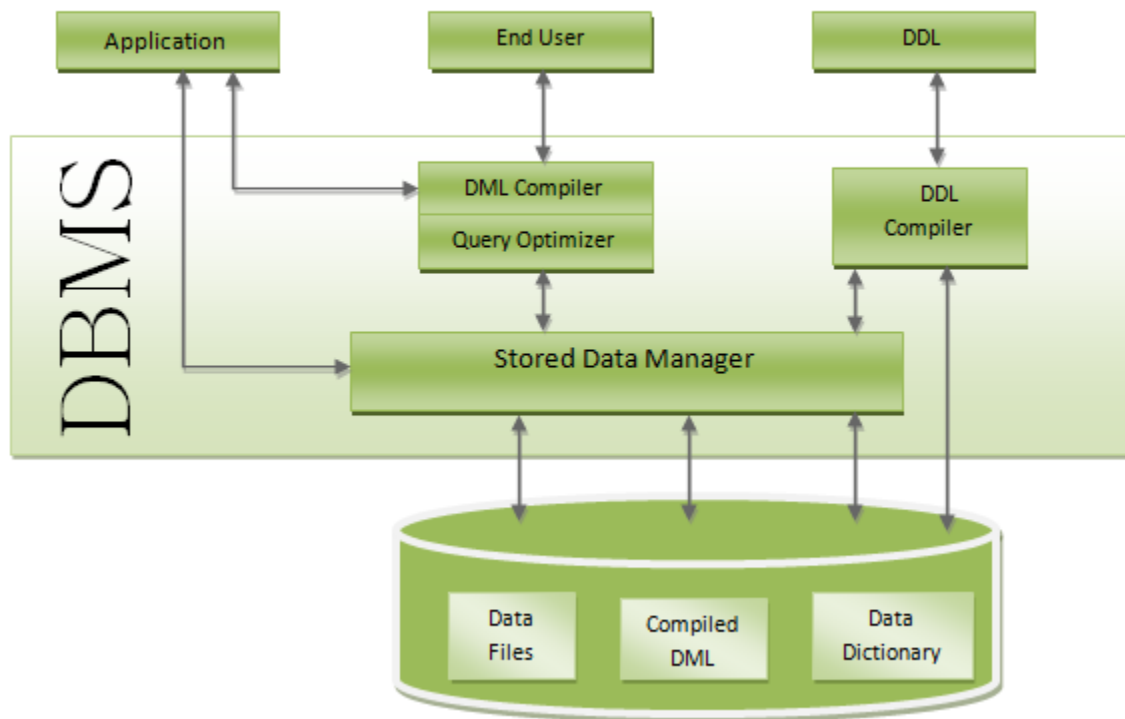 Application
End User
DDL
DBMS
DML Compiler
Query Optimizer
DDL
Compiler
Stored Data Manager
Data
Files
Compiled
DML
Data
Dictionary